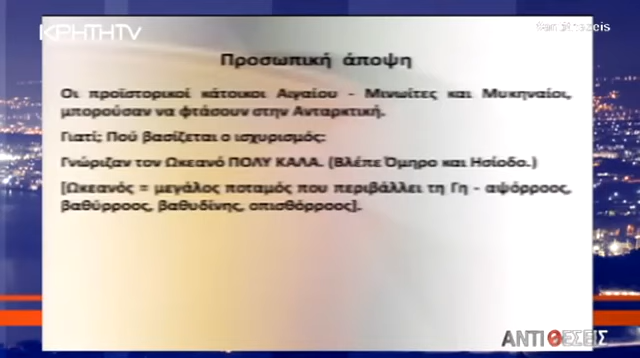 ΚΡΗΤΗTV
Προσωπική άποψη
Οι προϊστορικοί κάτοικοι Αιγαίου - Μινωίτες και Μυκηναίοι,
μπορούσαν να φτάσουν στην Ανταρκτική.
Γιατί; Πού βασίζεται ο ισχυρισμός:
Γνώριζαν τον Ωκεανό ΠΟΛΥ ΚΑΛΑ. (Βλέπε Όμηρο και Ησίοδο.)
[Ωκεανός = μεγάλος ποταμός που περιβάλλει τη Γη - αψόρροος,
βαθύρροος, βαθυδίνης, οπισθόρροος].
ΑΝΤΙΘΕΣΕΙΣ